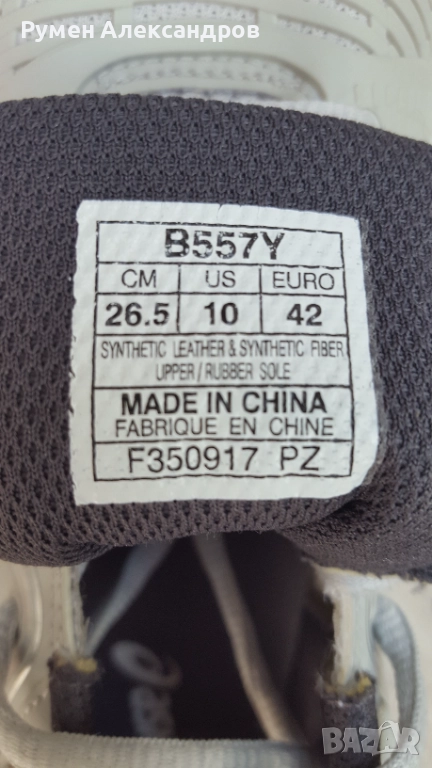 Румен Александров
B557Y
CM US EURO
26.5 10 42
SYNTHETIC LEATHER & SYNTHETIC FIBER
UPPER / RUBBER SOLE
MADE IN CHINA
FABRIQUE EN CHINE
F350917 PZ
BAZAR